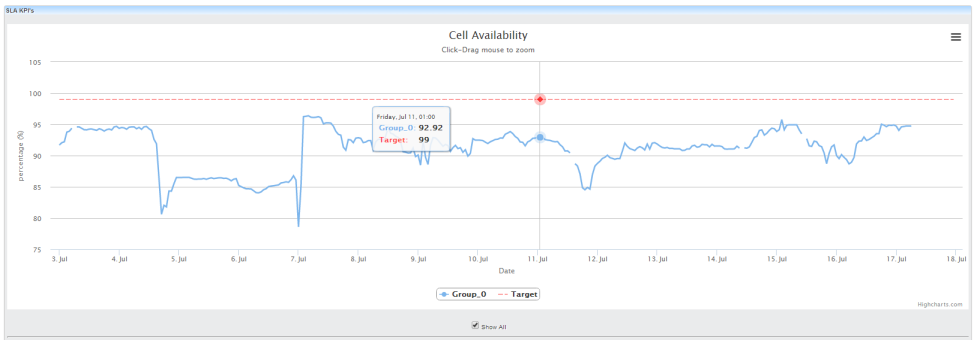 SLA KPI's
Cell Availability
Click-Drag mouse to zoom
105
100
95
90
85
80
75
percentage (%)
Friday, Jul 11, 01:00
Group_0: 92.92
Target: 99
3. Jul 4. Jul 5. Jul 6. Jul 7. Jul 8. Jul 9. Jul 10. Jul 11. Jul 12. Jul 13. Jul 14. Jul 15. Jul 16. Jul 17. Jul 18. Jul
Date
Group_0 Target
Highcharts.com
Show All